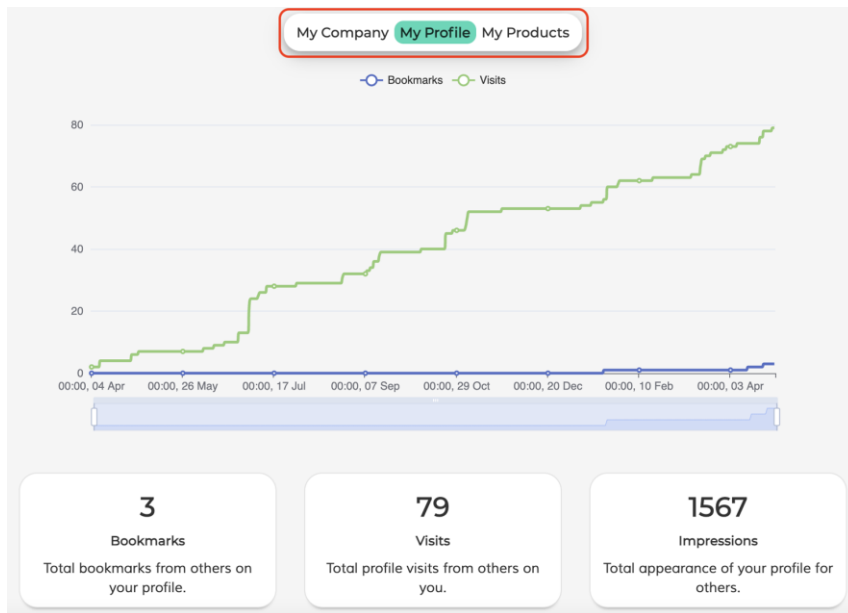 My Company My Profile My Products
Bookmarks Visits
80
60
40
20
0
00:00, 04 Apr 00:00, 26 May 00:00, 17 Jul 00:00, 07 Sep 00:00, 29 Oct 00:00, 20 Dec 00:00, 10 Feb 00:00, 03 Apr
3
Bookmarks
Total bookmarks from others on
your profile.
79
Visits
Total profile visits from others on
you.
1567
Impressions
Total appearance of your profile for
others.